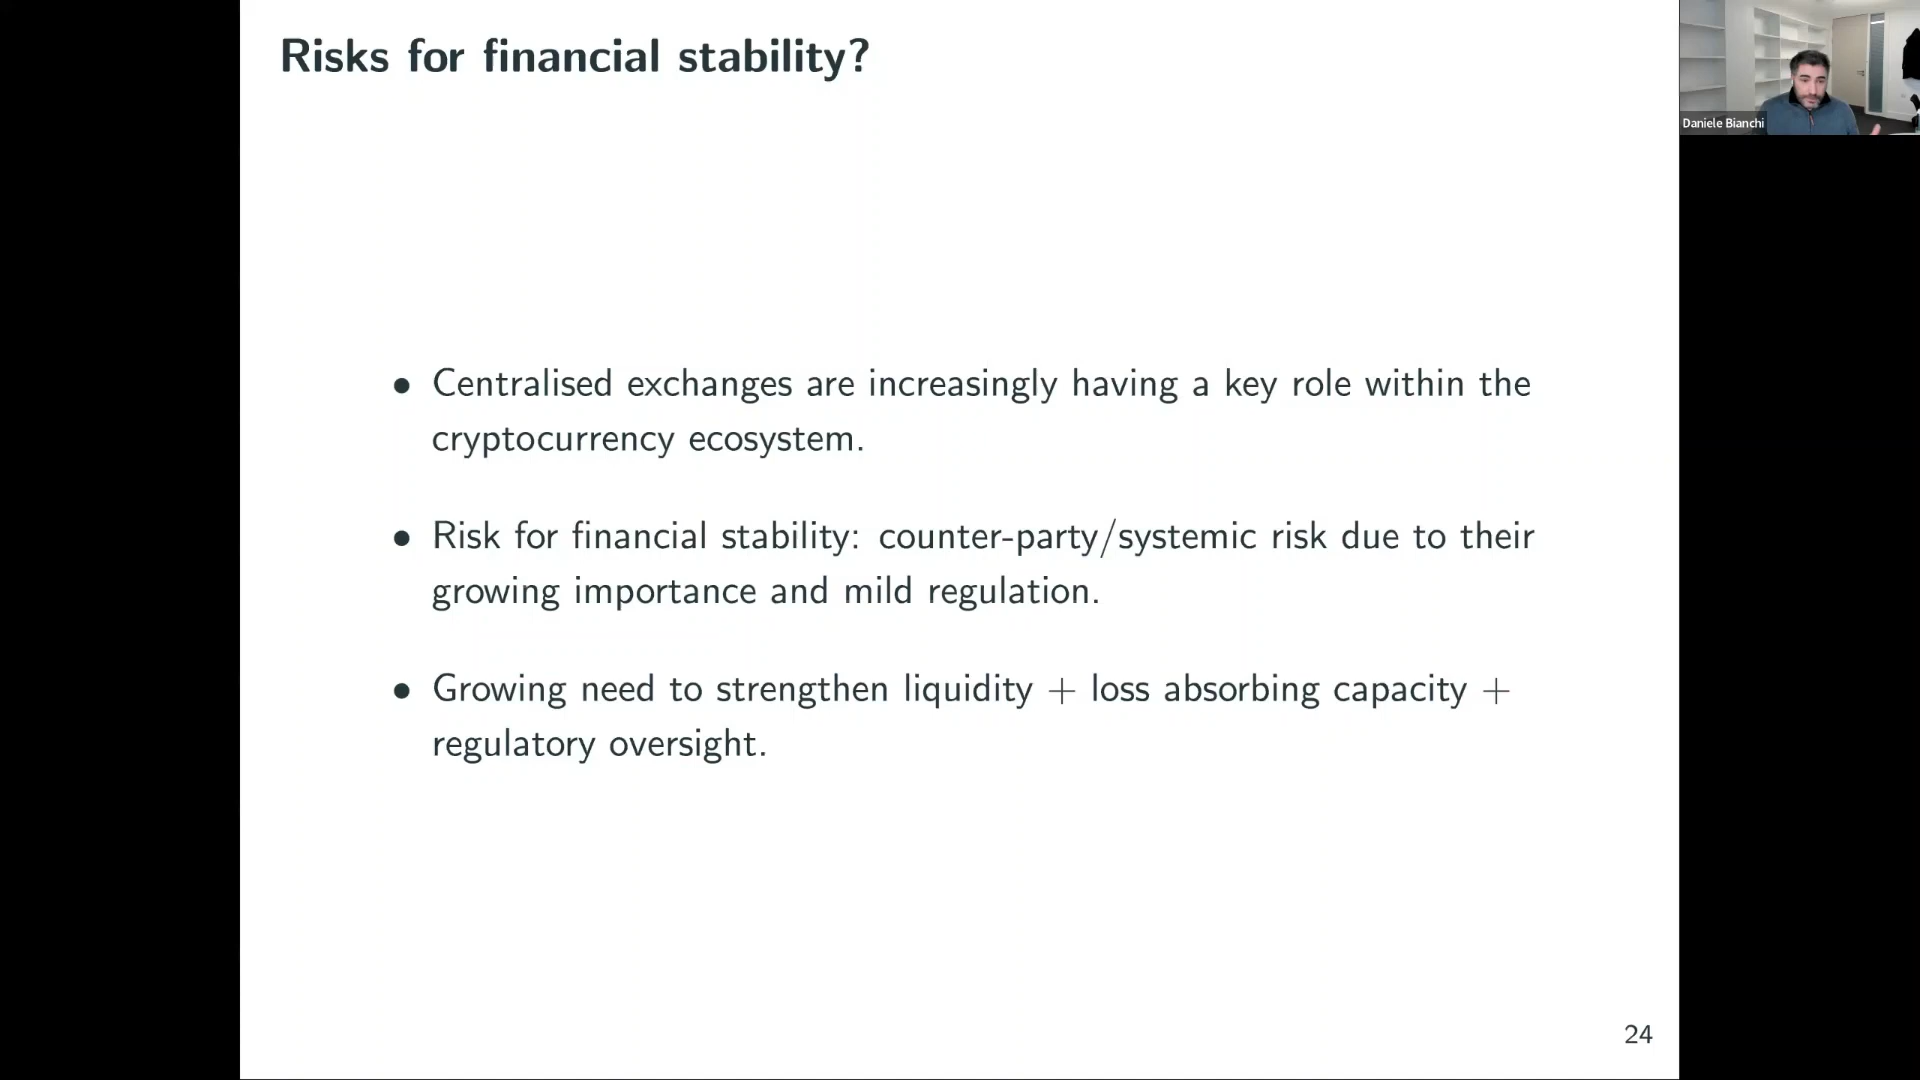 Risks for financial stability?
Daniele Bianchi
• Centralised exchanges are increasingly having a key role within the
cryptocurrency ecosystem.
• Risk for financial stability: counter-party/systemic risk due to their
growing importance and mild regulation.
• Growing need to strengthen liquidity + loss absorbing capacity +
regulatory oversight.
24